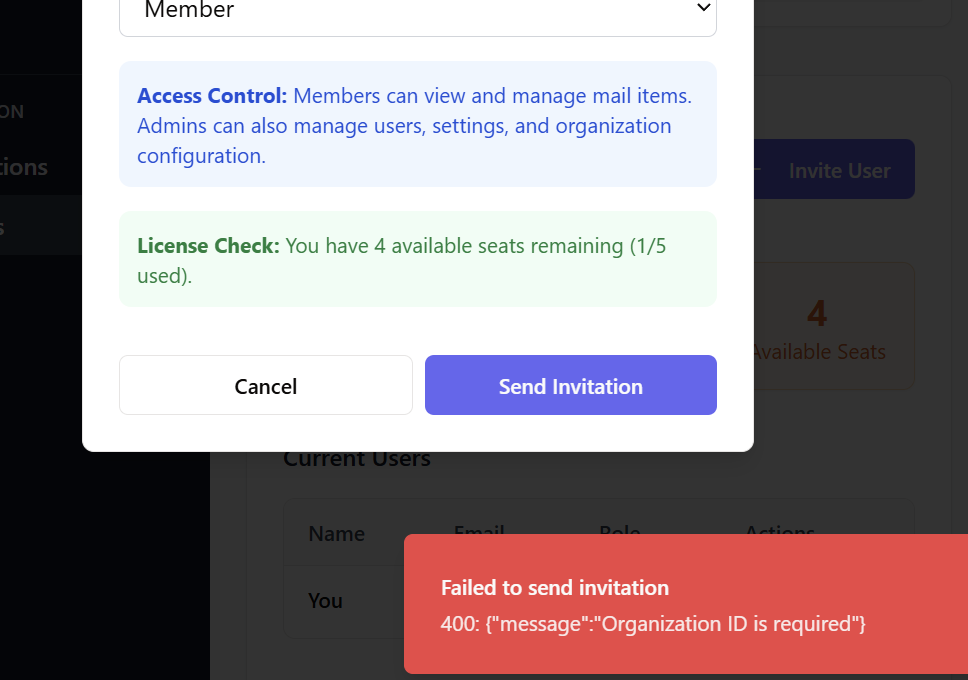 Member
Access Control: Members can view and manage mail items.
Admins can also manage users, settings, and organization
configuration.
ON
tions
s
Invite User
License Check: You have 4 available seats remaining (1/5
used).
4
Available Seats
Cancel
Send Invitation
Current Users
Name Email Role Actions
You
Failed to send invitation
400: {"message":"Organization ID is required"}